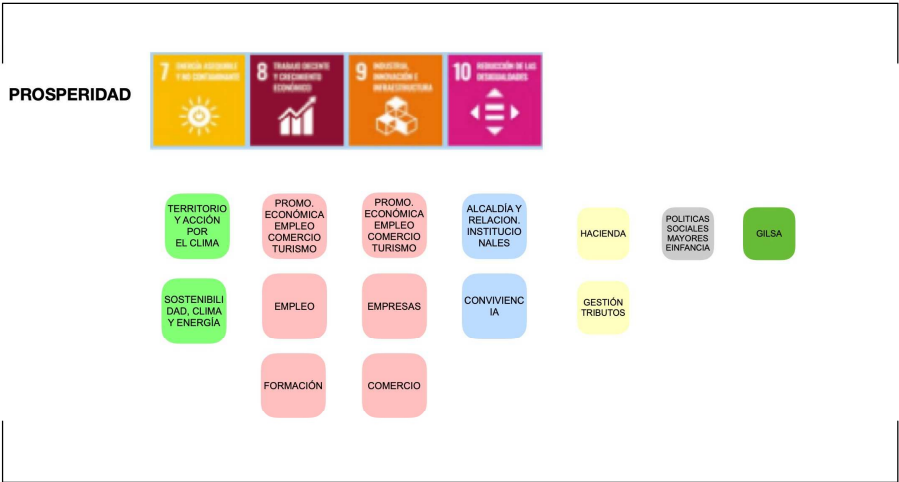 PROSPERIDAD
7 ENERGÍA ASEQUIBLE
Y NO CONTAMINANTE
8 TRABAJO DECENTE
Y CRECIMIENTO
ECONÓMICO
9 INDUSTRIA,
INNOVACIÓN E
INFRAESTRUCTURA
10 REDUCCIÓN DE LAS
DESIGUALDADES
TERRITORIO
Y ACCIÓN
POR
EL CLIMA
PROMO.
ECONÓMICA
EMPLEO
COMERCIO
TURISMO
PROMO.
ECONÓMICA
EMPLEO
COMERCIO
TURISMO
ALCALDÍA Y
RELACION.
INSTITUCIO
NALES
HACIENDA
POLITICAS
SOCIALES
MAYORES
EINFANCIA
GILSA
SOSTENIBILI
DAD, CLIMA
Y ENERGÍA
EMPLEO
EMPRESAS
CONVIVIENC
IA
GESTIÓN
TRIBUTOS
FORMACIÓN
COMERCIO